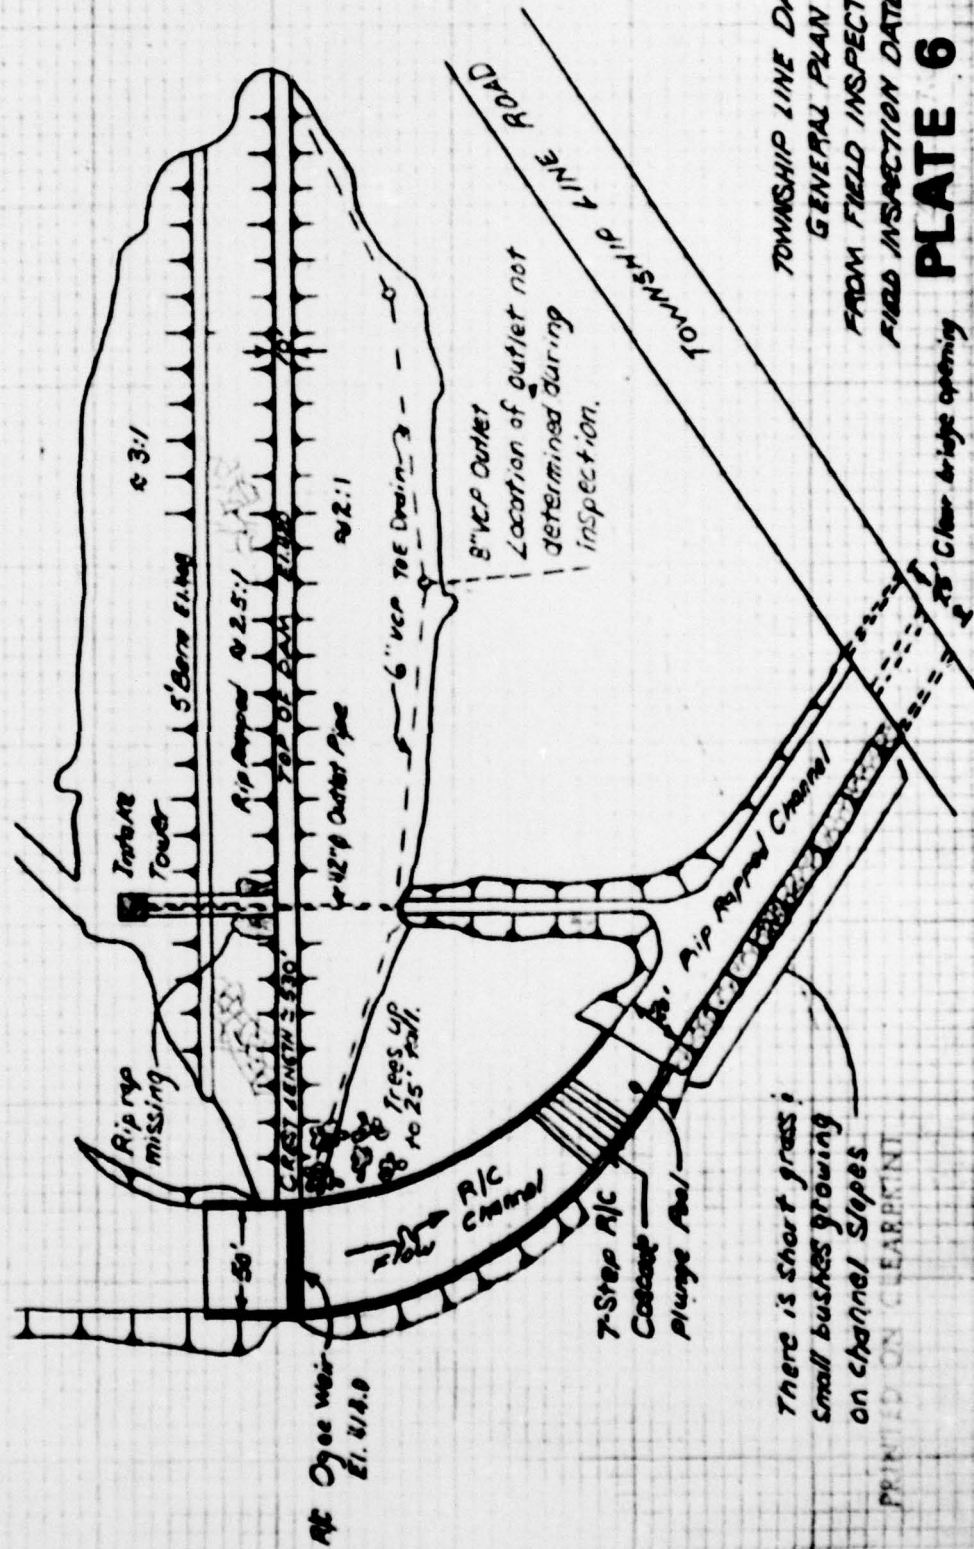 Intake
Tower
≈ 3:1
5' Berm
Rip Rapped ≈ 2.5:1
Rip rap
missing
TOP OF DAM
10'
CREST LENGTH ≈ 530'
42"Ø Outlet Pipe
≈ 2:1
6" VCP TOE Drain
8" VCP Outlet
Location of outlet not
determined during
inspection.
Trees up
to 25' tall.
50'
R/C Ogee Weir
Flow
R/C
Channel
7-Step R/C
Cascade
Plunge Pool
Rip Rapped Channel
There is short grass &
small bushes growing
on channel slopes
TOWNSHIP LINE ROAD
Clear bridge opening
TOWNSHIP LINE DA
GENERAL PLAN
FROM FIELD INSPECT
FIELD INSPECTION DATE
PLATE 6
PRINTED ON CLEARPRINT